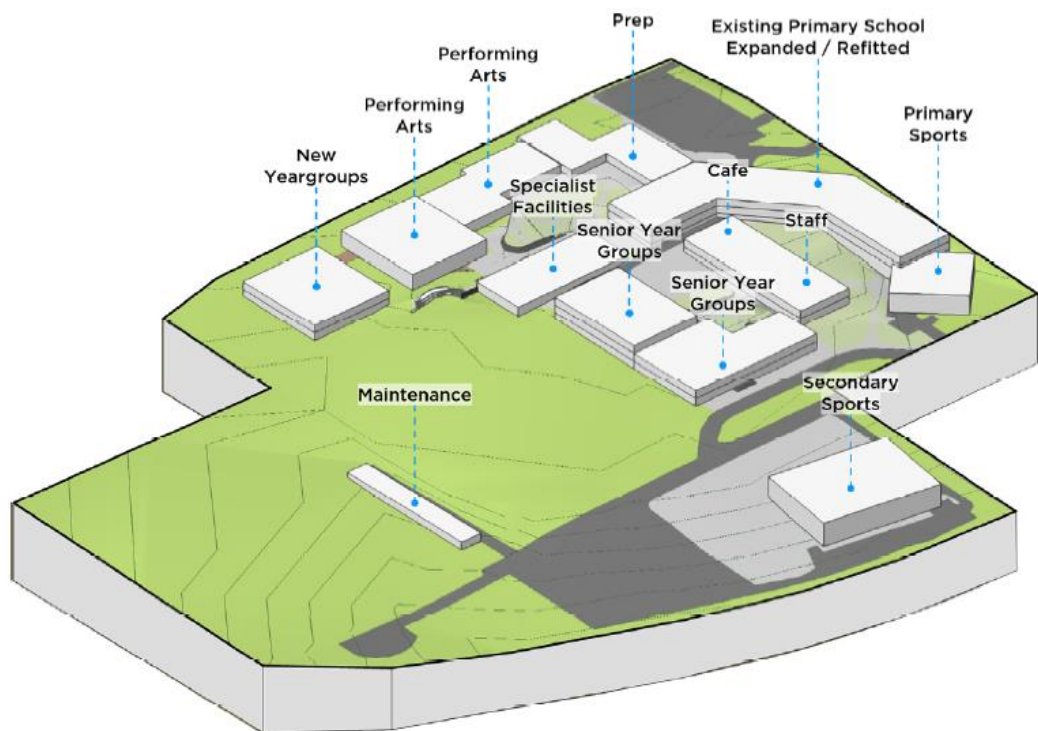 Prep
Existing Primary School
Expanded / Refitted
Performing
Arts
Performing
Arts
Primary
Sports
New
Yeargroups
Specialist
Facilities
Cafe
Senior Year
Groups
Staff
Senior Year
Groups
Maintenance
Secondary
Sports